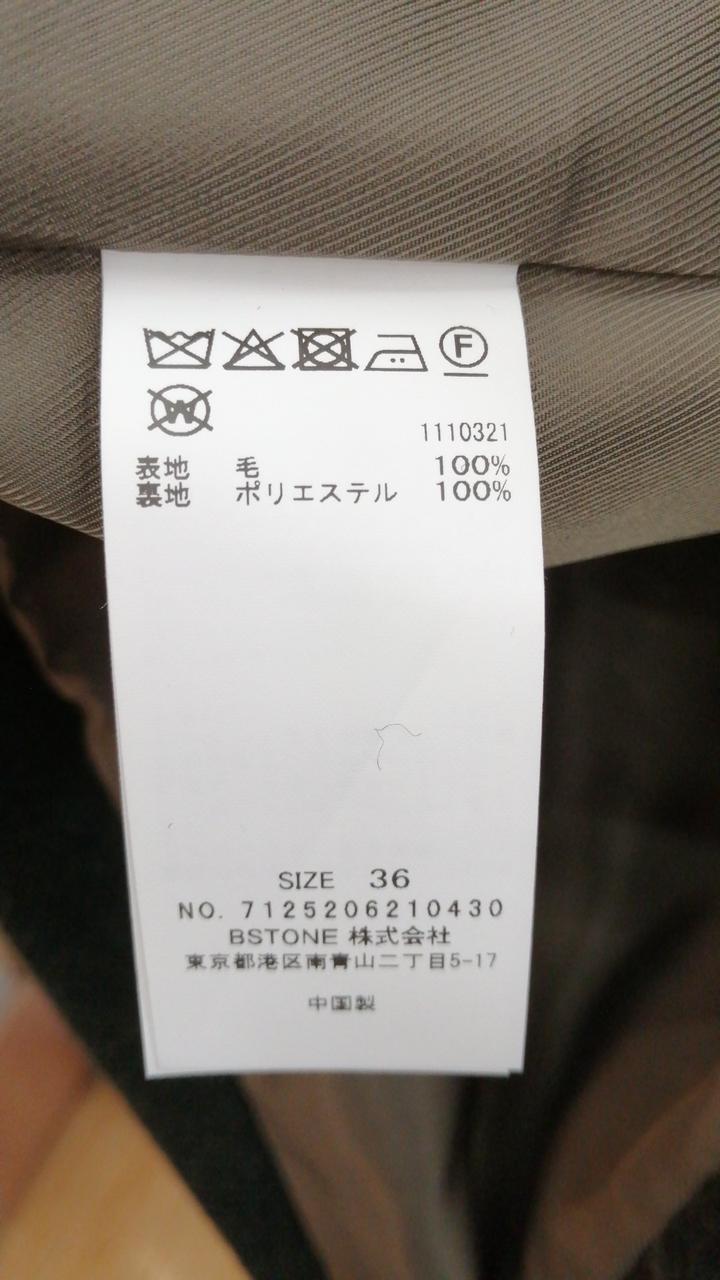 F
W
1110321
表地 毛 100%
裏地 ポリエステル 100%
SIZE 36
NO. 7125206210430
BSTONE 株式会社
東京都港区南青山二丁目5-17
中国製